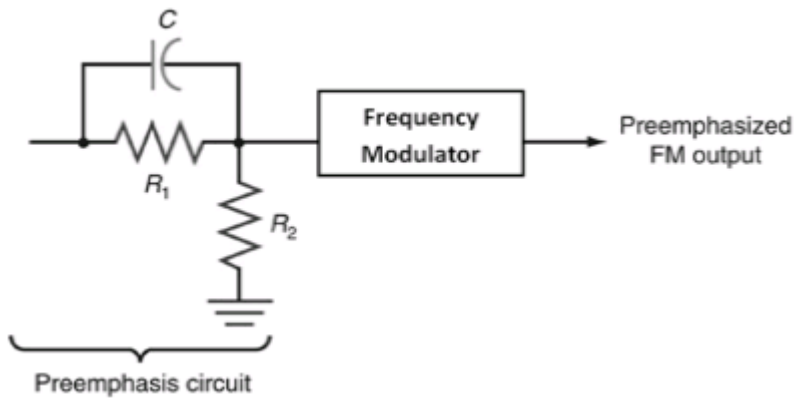 C
Frequency
Modulator
Preemphasized
FM output
R₁
R₂
Preemphasis circuit